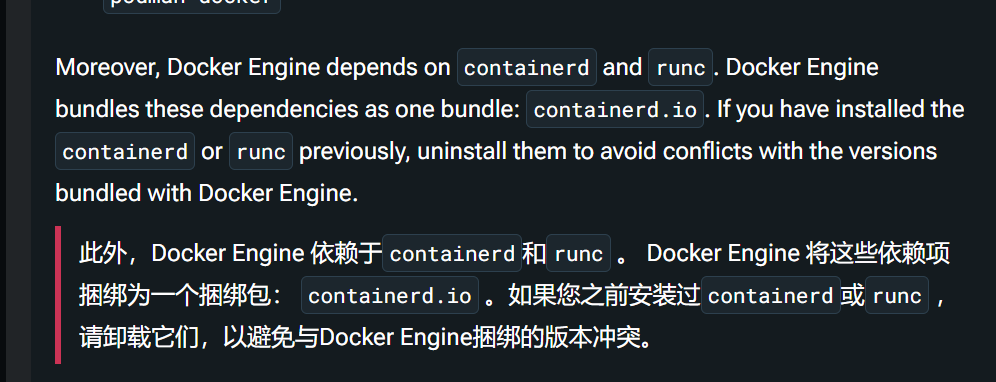 podman-docker
Moreover, Docker Engine depends on containerd and runc. Docker Engine
bundles these dependencies as one bundle: containerd.io. If you have installed the
containerd or runc previously, uninstall them to avoid conflicts with the versions
bundled with Docker Engine.
此外，Docker Engine 依赖于containerd和runc 。 Docker Engine 将这些依赖项
捆绑为一个捆绑包： containerd.io 。如果您之前安装过containerd或runc ，
请卸载它们，以避免与Docker Engine捆绑的版本冲突。